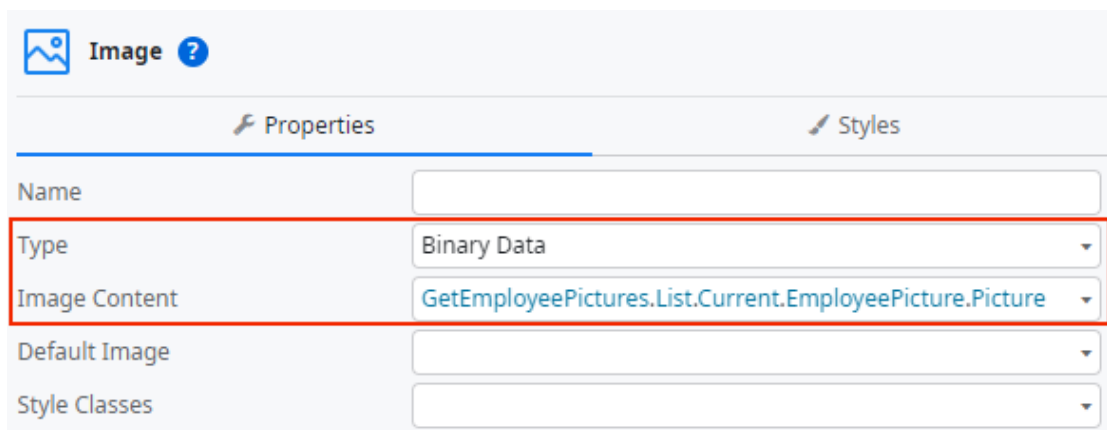 Image ?
Properties Styles
Name
Type Binary Data
Image Content GetEmployeePictures.List.Current.EmployeePicture.Picture
Default Image
Style Classes